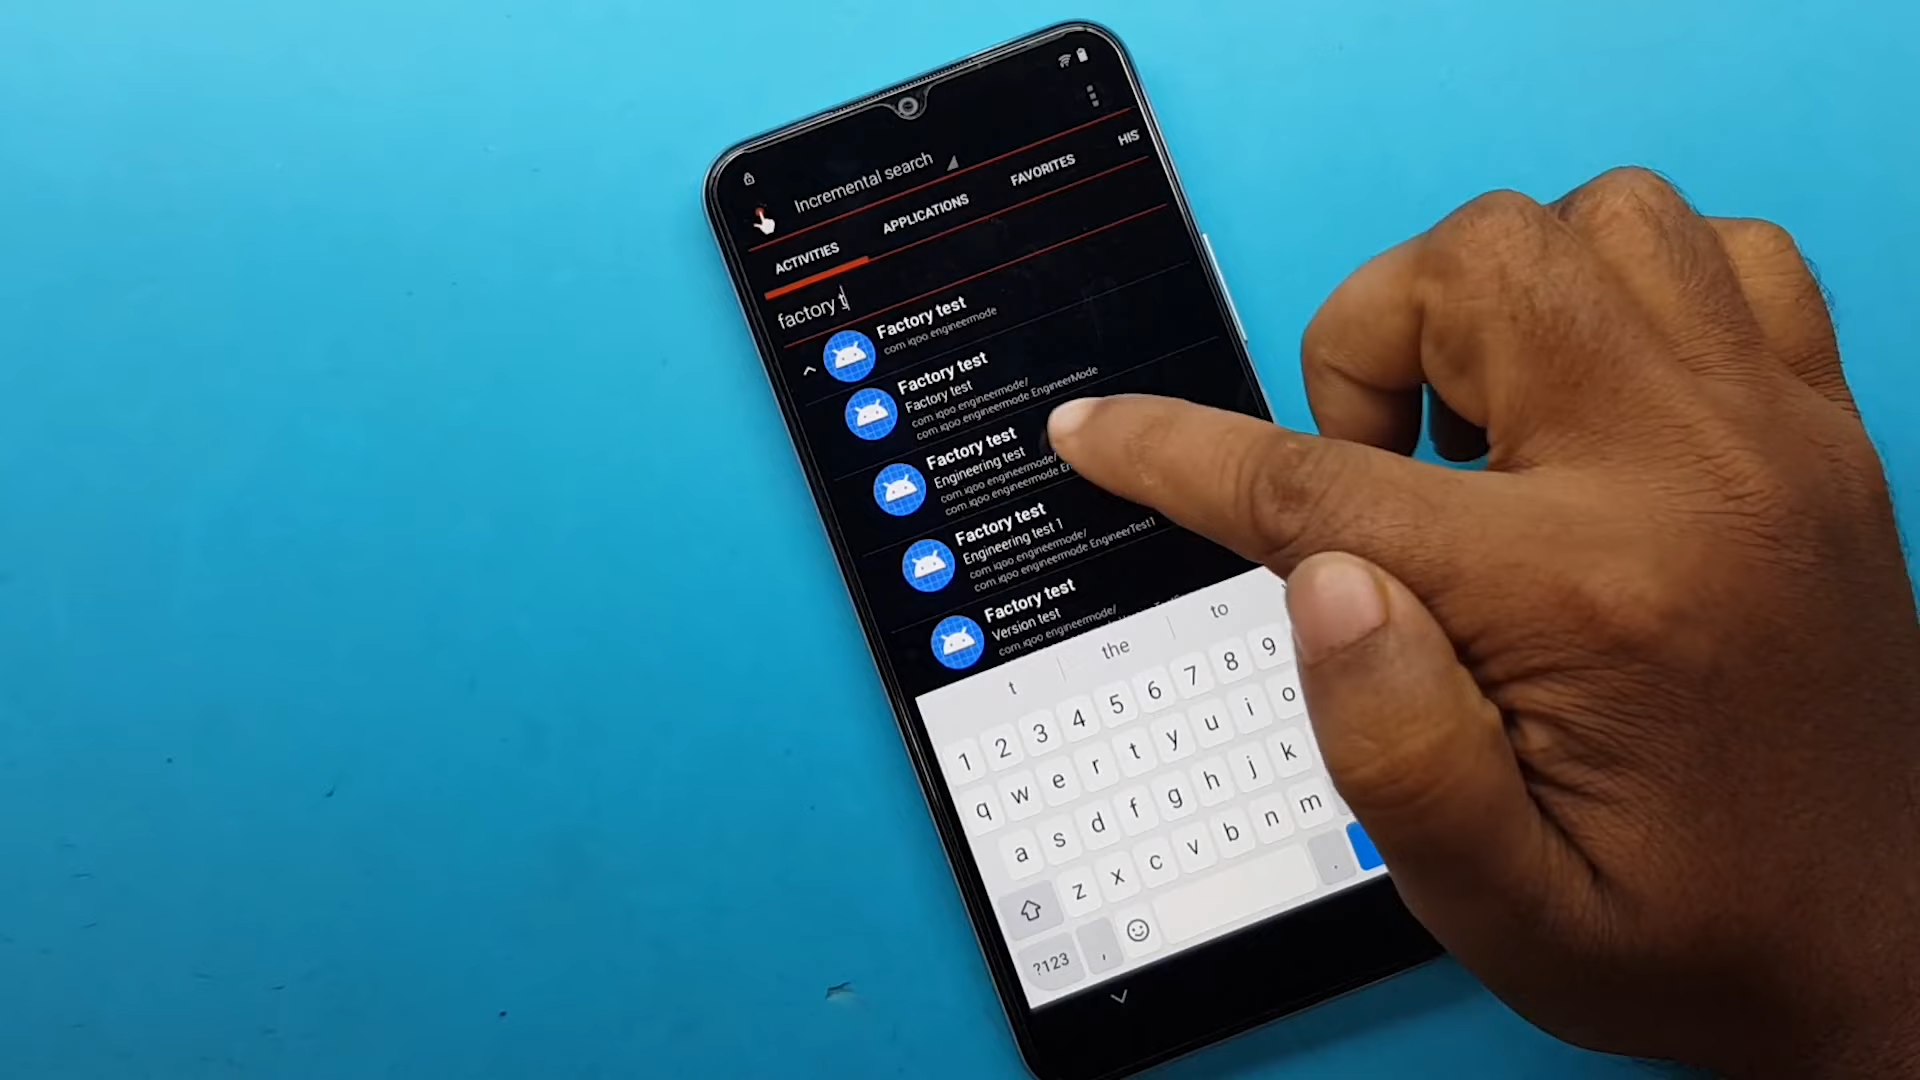 Incremental search
ACTIVITIES APPLICATIONS FAVORITES HIS
factory t
Factory test
com iqoo engineermode
Factory test
Factory test
com iqoo engineermode/
com iqoo engineermode EngineerMode
Factory test
Engineering test
com iqoo engineermode/
com iqoo engineermode
Factory test
Engineering test 1
com iqoo engineermode/
com iqoo engineermode EngineerTest1
Factory test
Version test
com iqoo engineermode/
t the to
1 2 3 4 5 6 7 8 9
q w e r t y u i o
a s d f g h j k
z x c v b n m
?123 , .